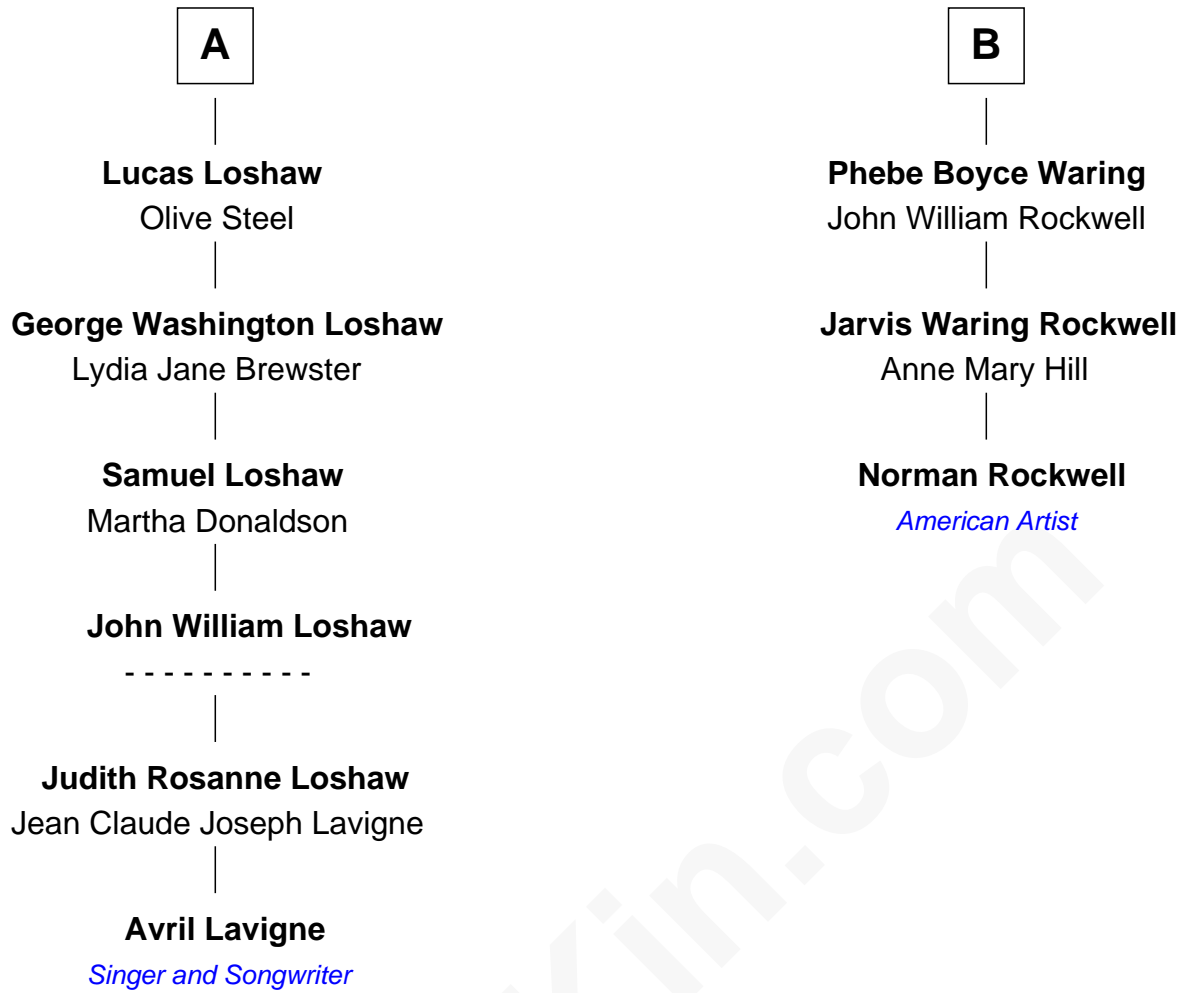 A
Lucas Loshaw
Olive Steel
George Washington Loshaw
Lydia Jane Brewster
Samuel Loshaw
Martha Donaldson
John William Loshaw
- - - - - - - - - -
Judith Rosanne Loshaw
Jean Claude Joseph Lavigne
Avril Lavigne
Singer and Songwriter
B
Phebe Boyce Waring
John William Rockwell
Jarvis Waring Rockwell
Anne Mary Hill
Norman Rockwell
American Artist
kin.com